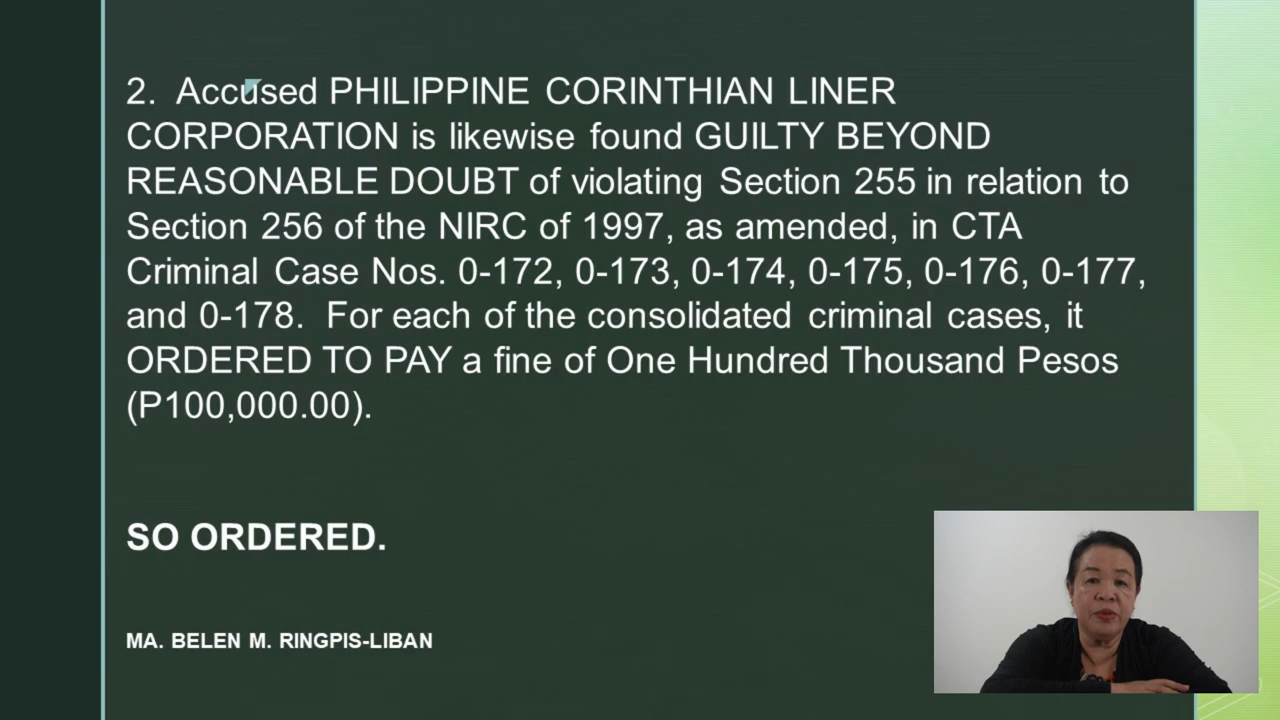 2. Accused PHILIPPINE CORINTHIAN LINER
CORPORATION is likewise found GUILTY BEYOND
REASONABLE DOUBT of violating Section 255 in relation to
Section 256 of the NIRC of 1997, as amended, in CTA
Criminal Case Nos. 0-172, 0-173, 0-174, 0-175, 0-176, 0-177,
and 0-178. For each of the consolidated criminal cases, it
ORDERED TO PAY a fine of One Hundred Thousand Pesos
(P100,000.00).
SO ORDERED.
MA. BELEN M. RINGPIS-LIBAN